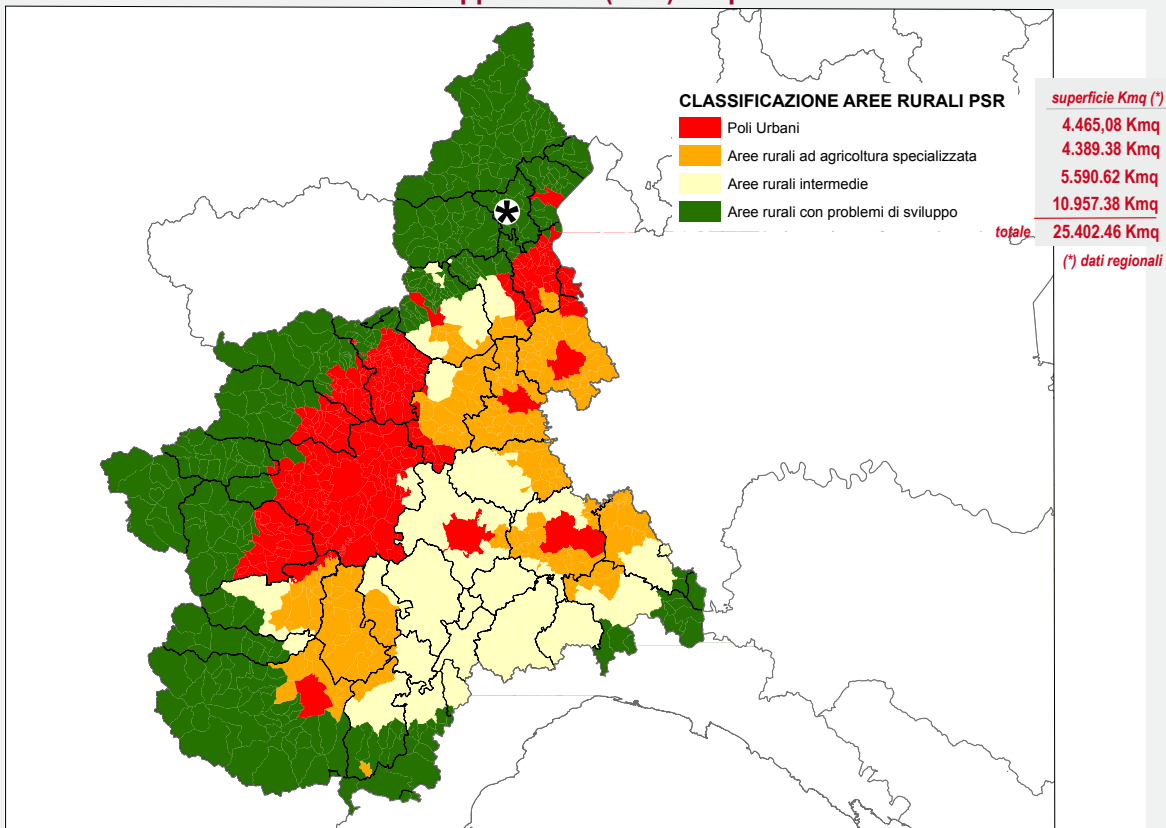 CLASSIFICAZIONE AREE RURALI PSR
superficie Kmq (*)
Poli Urbani
4.465,08 Kmq
Aree rurali ad agricoltura specializzata
4.389.38 Kmq
Aree rurali intermedie
5.590.62 Kmq
Aree rurali con problemi di sviluppo
10.957.38 Kmq
totale 25.402.46 Kmq
(*) dati regionali
*